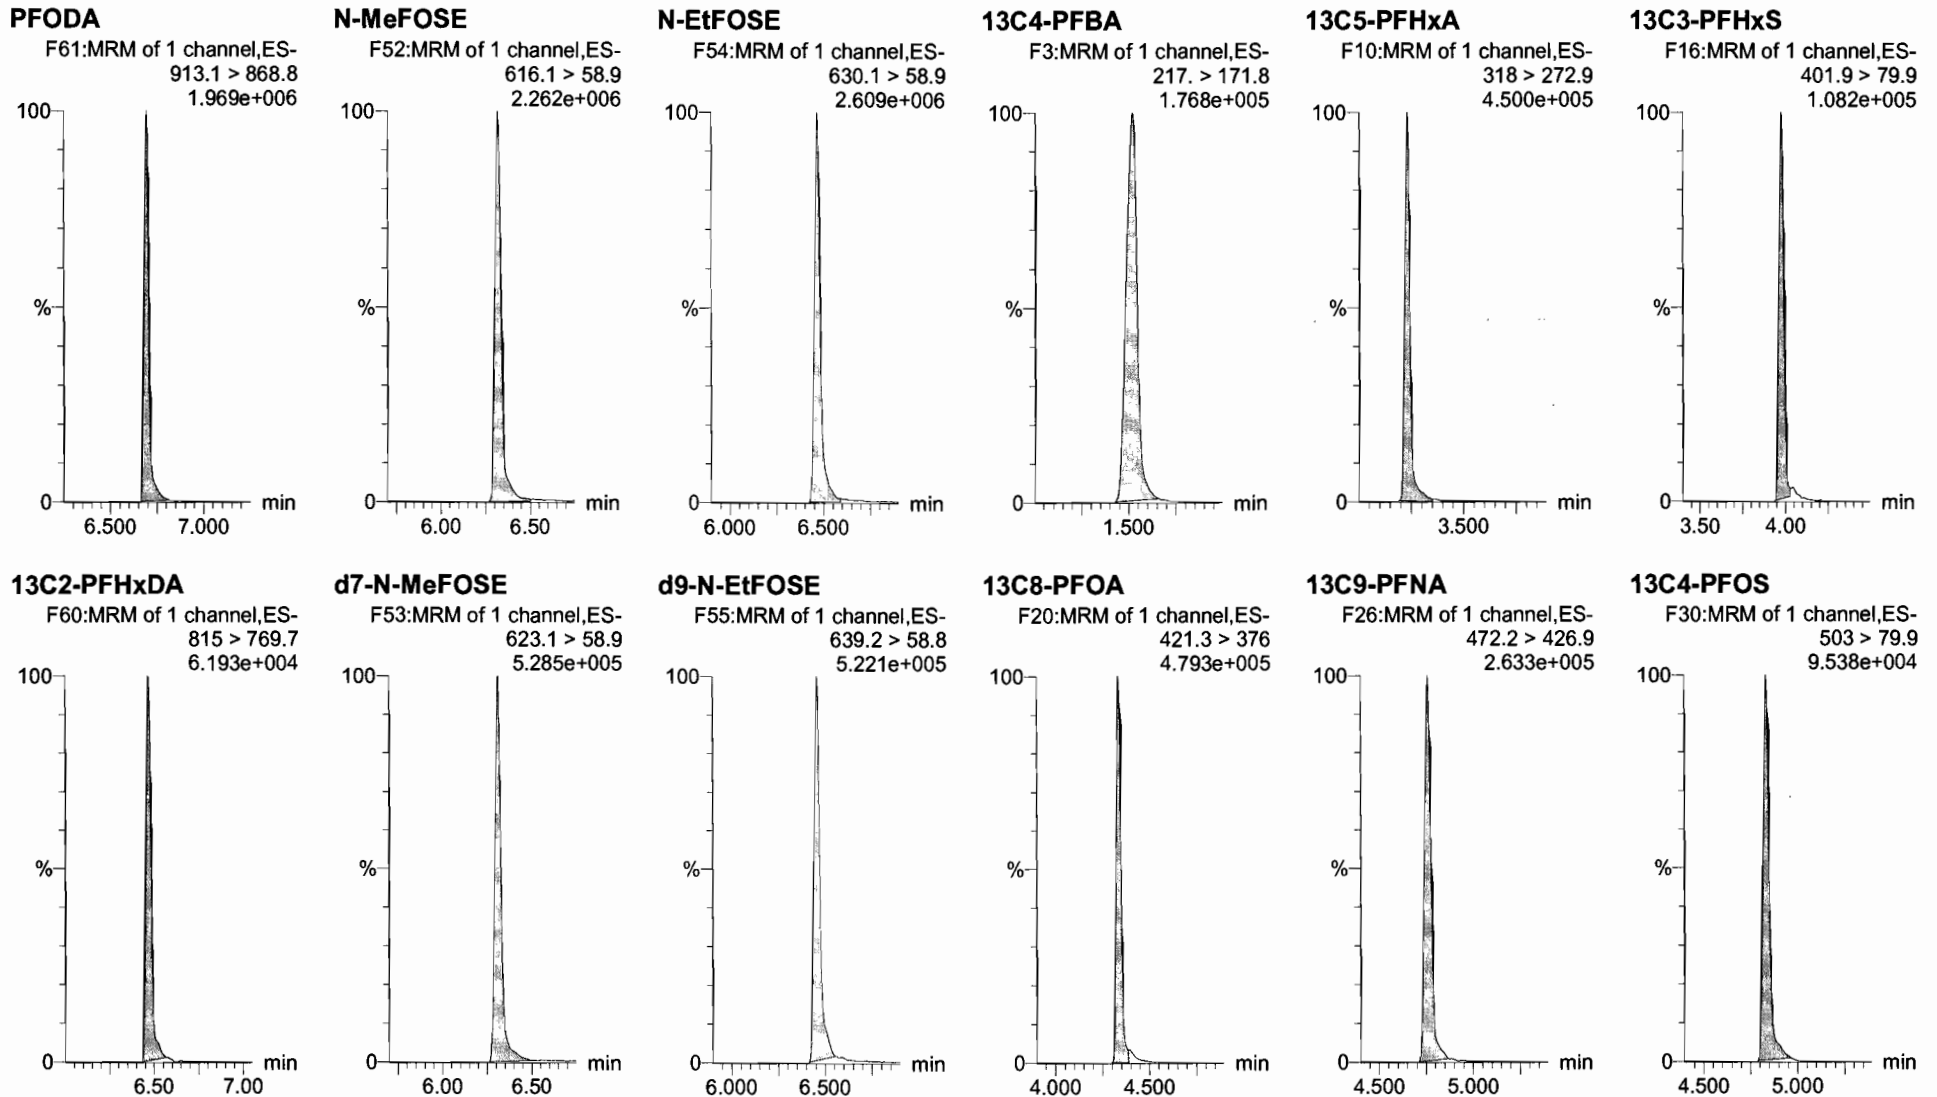 PFODA
F61:MRM of 1 channel,ES-
913.1 > 868.8
1.969e+006
100
%
0
min
6.500 7.000
N-MeFOSE
F52:MRM of 1 channel,ES-
616.1 > 58.9
2.262e+006
100
%
0
min
6.00 6.50
N-EtFOSE
F54:MRM of 1 channel,ES-
630.1 > 58.9
2.609e+006
100
%
0
min
6.000 6.500
13C4-PFBA
F3:MRM of 1 channel,ES-
217. > 171.8
1.768e+005
100
%
0
min
1.500
13C5-PFHxA
F10:MRM of 1 channel,ES-
318 > 272.9
4.500e+005
100
%
0
min
3.500
13C3-PFHxS
F16:MRM of 1 channel,ES-
401.9 > 79.9
1.082e+005
100
%
0
min
3.50 4.00
13C2-PFHxDA
F60:MRM of 1 channel,ES-
815 > 769.7
6.193e+004
100
%
0
min
6.50 7.00
d7-N-MeFOSE
F53:MRM of 1 channel,ES-
623.1 > 58.9
5.285e+005
100
%
0
min
6.00 6.50
d9-N-EtFOSE
F55:MRM of 1 channel,ES-
639.2 > 58.8
5.221e+005
100
%
0
min
6.000 6.500
13C8-PFOA
F20:MRM of 1 channel,ES-
421.3 > 376
4.793e+005
100
%
0
min
4.000 4.500
13C9-PFNA
F26:MRM of 1 channel,ES-
472.2 > 426.9
2.633e+005
100
%
0
min
4.500 5.000
13C4-PFOS
F30:MRM of 1 channel,ES-
503 > 79.9
9.538e+004
100
%
0
min
4.500 5.000